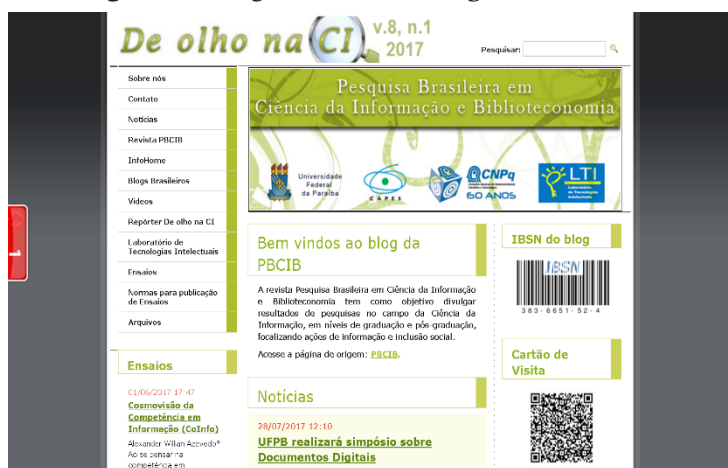 De olho na CI
v.8, n.1
2017
Pesquisar:
Sobre nós
Contato
Notícias
Revista PBCIB
InfoHome
Blogs Brasileiros
Vídeos
Repórter De olho na CI
Laboratório de
Tecnologias Intelectuais
Ensaios
Normas para publicação
de Ensaios
Arquivos
Ensaios
01/06/2017 17:47
Cosmovisão da
Competência em
Informação (CoInfo)
Alexander Willian Azevedo*
Ao se pensar na
competência em
Pesquisa Brasileira em
Ciência da Informação e Biblioteconomia
Universidade
Federal
da Paraíba
CAPES
CNPq
60 ANOS
LTI
Laboratório
de Tecnologias
Intelectuais
Bem vindos ao blog da
PBCIB
A revista Pesquisa Brasileira em Ciência da Informação
e Biblioteconomia tem como objetivo divulgar
resultados de pesquisas no campo da Ciência da
Informação, em níveis de graduação e pós-graduação,
focalizando ações de informação e inclusão social.
Acesse a página de origem: PBCIB.
Notícias
28/07/2017 12:10
UFPB realizará simpósio sobre
Documentos Digitais
IBSN do blog
IBSN
383-6651-52-4
Cartão de
Visita
1